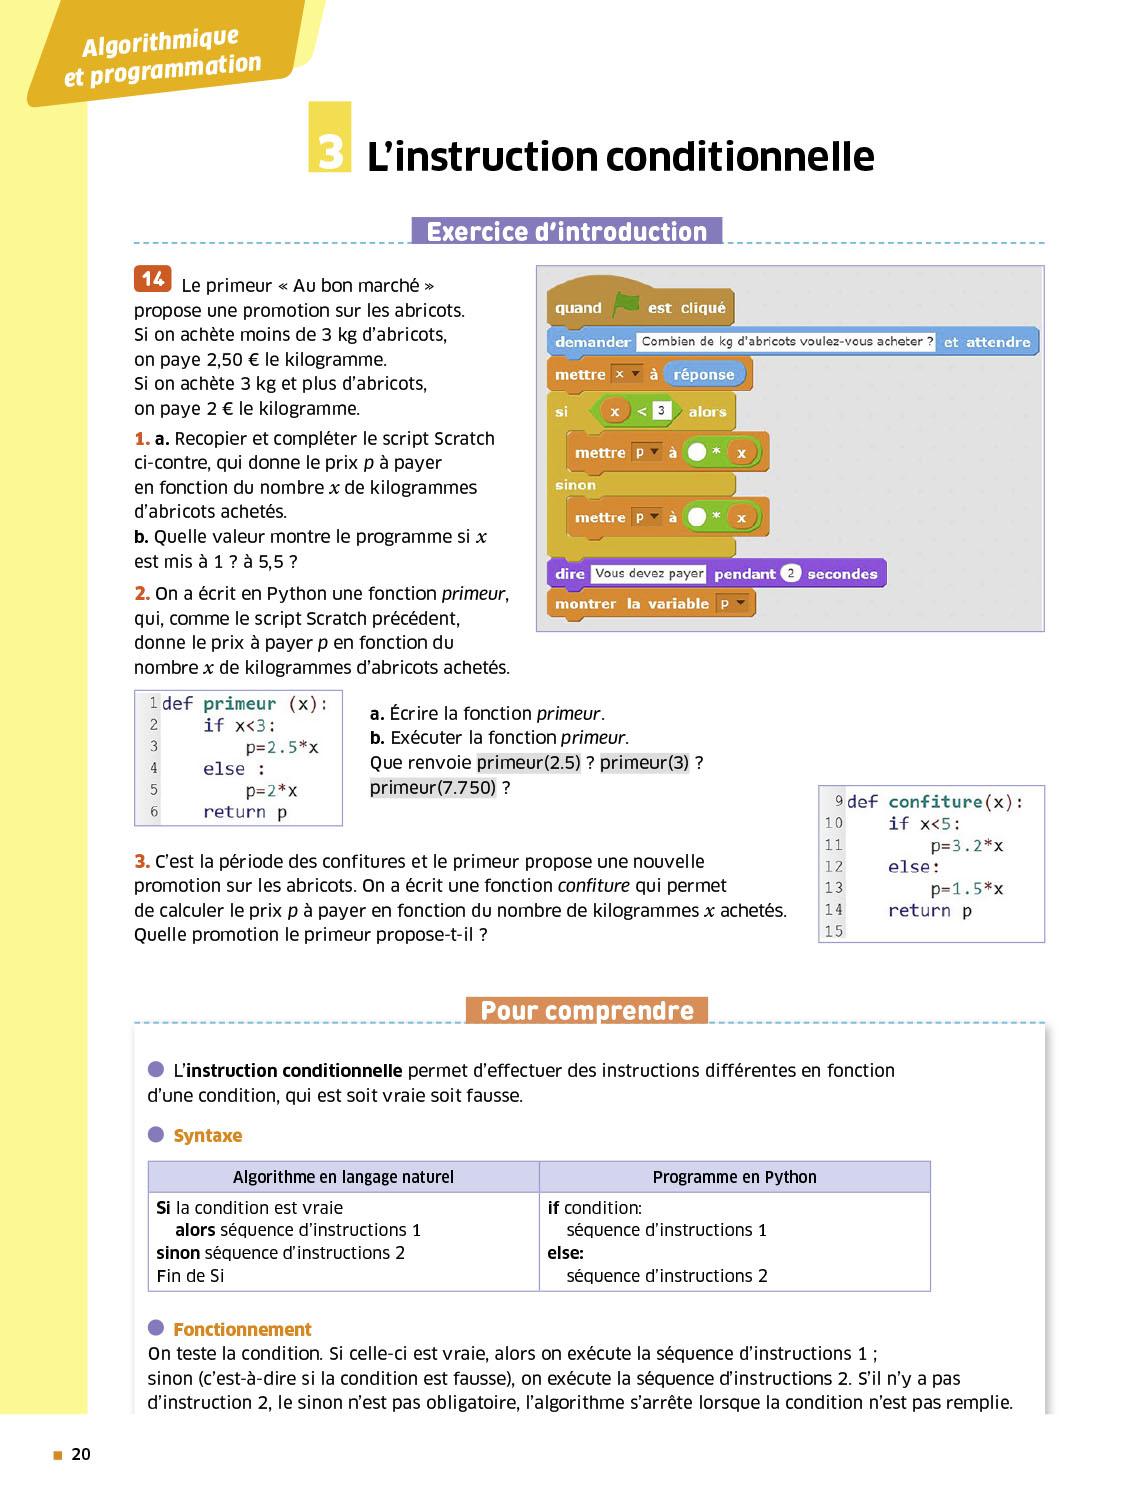 Algorithmique
et programmation
3 L’instruction conditionnelle
Exercice d’introduction
14 Le primeur « Au bon marché »
propose une promotion sur les abricots.
Si on achète moins de 3 kg d’abricots,
on paye 2,50 € le kilogramme.
Si on achète 3 kg et plus d’abricots,
on paye 2 € le kilogramme.
1. a. Recopier et compléter le script Scratch
ci-contre, qui donne le prix p à payer
en fonction du nombre x de kilogrammes
d’abricots achetés.
b. Quelle valeur montre le programme si x
est mis à 1 ? à 5,5 ?
2. On a écrit en Python une fonction primeur,
qui, comme le script Scratch précédent,
donne le prix à payer p en fonction du
nombre x de kilogrammes d’abricots achetés.
quand est cliqué
demander Combien de kg d'abricots voulez-vous acheter ? et attendre
mettre x à réponse
si x < 3 alors
mettre p à * x
sinon
mettre p à * x
dire Vous devez payer pendant 2 secondes
montrer la variable p
1 def primeur (x):
2 if x<3:
3 p=2.5*x
4 else :
5 p=2*x
6 return p
a. Écrire la fonction primeur.
b. Exécuter la fonction primeur.
Que renvoie primeur(2.5) ? primeur(3) ?
primeur(7.750) ?
3. C’est la période des confitures et le primeur propose une nouvelle
promotion sur les abricots. On a écrit une fonction confiture qui permet
de calculer le prix p à payer en fonction du nombre de kilogrammes x achetés.
Quelle promotion le primeur propose-t-il ?
9 def confiture(x):
10 if x<5:
11 p=3.2*x
12 else:
13 p=1.5*x
14 return p
15
Pour comprendre
L’instruction conditionnelle permet d’effectuer des instructions différentes en fonction
d’une condition, qui est soit vraie soit fausse.
Syntaxe
Algorithme en langage naturel Programme en Python
Si la condition est vraie if condition:
alors séquence d’instructions 1 séquence d’instructions 1
sinon séquence d’instructions 2 else:
Fin de Si séquence d’instructions 2
Fonctionnement
On teste la condition. Si celle-ci est vraie, alors on exécute la séquence d’instructions 1 ;
sinon (c’est-à-dire si la condition est fausse), on exécute la séquence d’instructions 2. S’il n’y a pas
d’instruction 2, le sinon n’est pas obligatoire, l’algorithme s’arrête lorsque la condition n’est pas remplie.
20